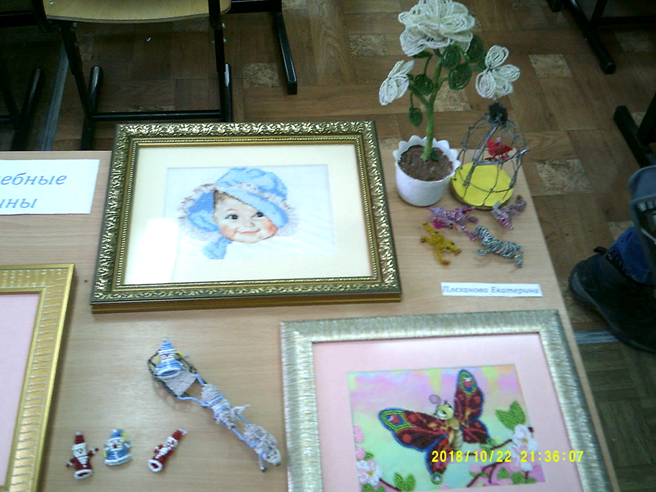 ебные
ны
Плеханова Екатерина
2018/10/22 21:36:07